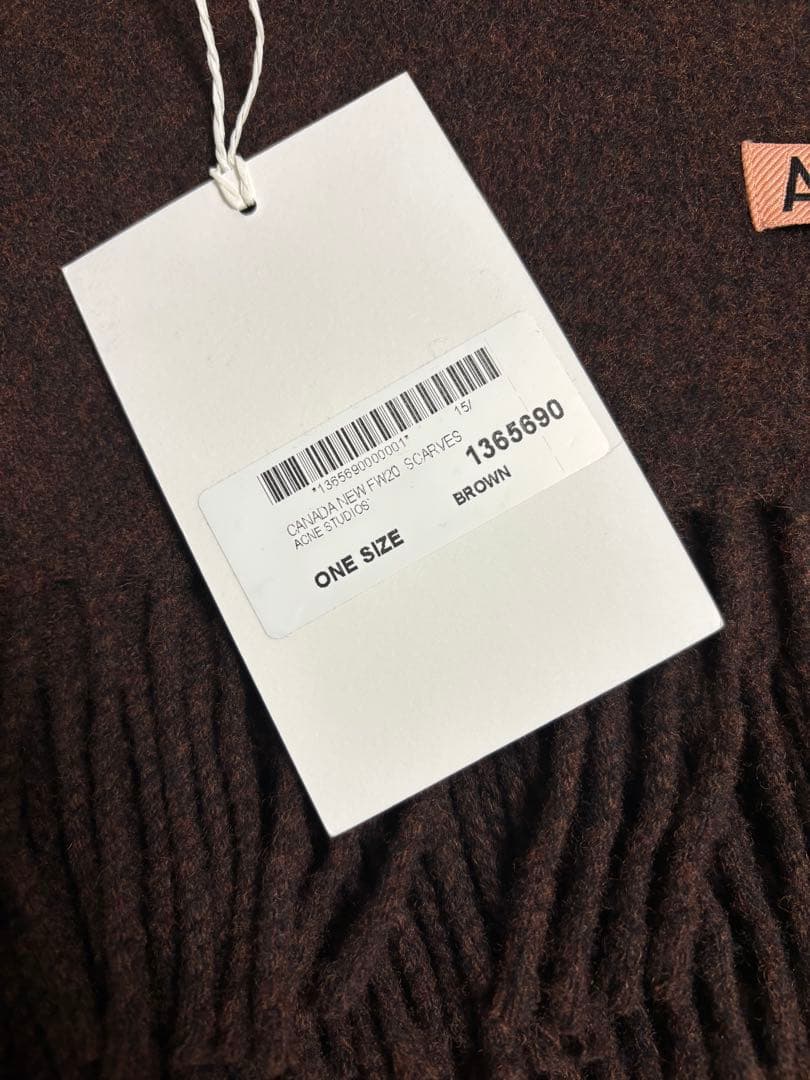 *1365690000001*
15/
CANADA NEW FW20 SCARVES
1365690
ACNE STUDIOS'
BROWN
ONE SIZE
A